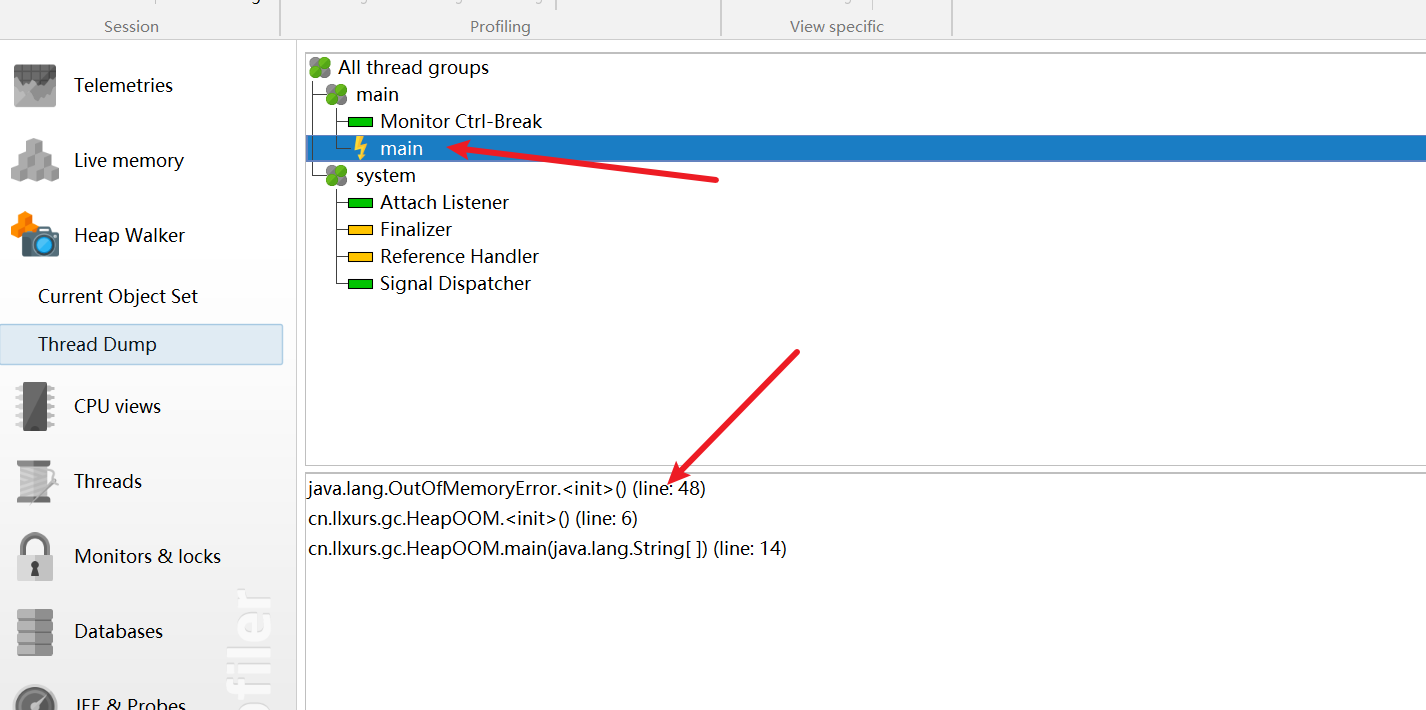 Session
Profiling
View specific
Telemetries
Live memory
Heap Walker
Current Object Set
Thread Dump
CPU views
Threads
Monitors & locks
Databases
JEE & Probes
ofiler
All thread groups
main
Monitor Ctrl-Break
main
system
Attach Listener
Finalizer
Reference Handler
Signal Dispatcher
java.lang.OutOfMemoryError.<init>() (line: 48)
cn.llxurs.gc.HeapOOM.<init>() (line: 6)
cn.llxurs.gc.HeapOOM.main(java.lang.String[ ]) (line: 14)